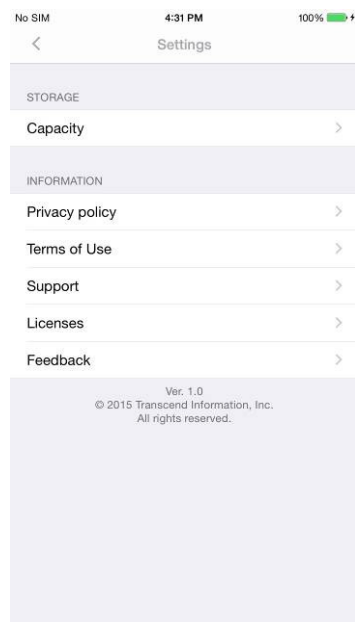 No SIM 4:31 PM 100%
Settings
STORAGE
Capacity
INFORMATION
Privacy policy
Terms of Use
Support
Licenses
Feedback
Ver. 1.0
© 2015 Transcend Information, Inc.
All rights reserved.